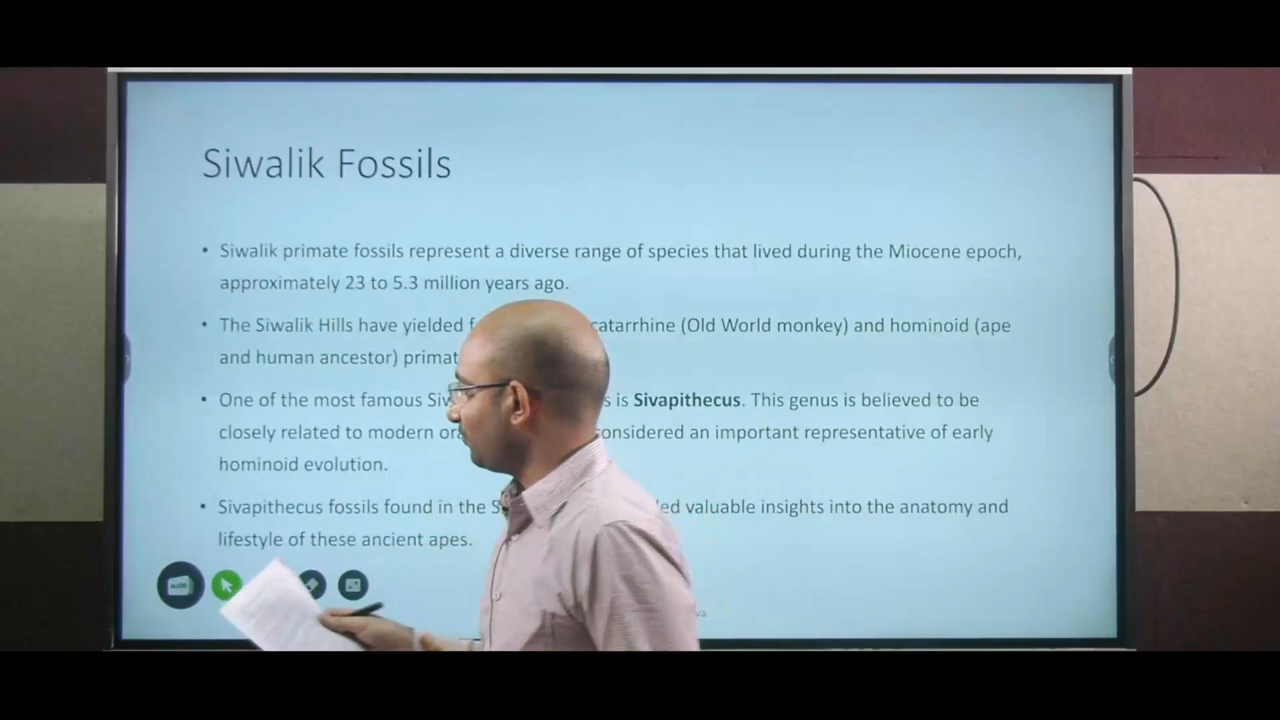 Siwalik Fossils
• Siwalik primate fossils represent a diverse range of species that lived during the Miocene epoch,
approximately 23 to 5.3 million years ago.
• The Siwalik Hills have yielded catarrhine (Old World monkey) and hominoid (ape
and human ancestor)
• One of the most famous is Sivapithecus. This genus is believed to be
closely related to modern considered an important representative of early
hominoid evolution.
• Sivapithecus fossils found in the valuable insights into the anatomy and
lifestyle of these ancient apes.